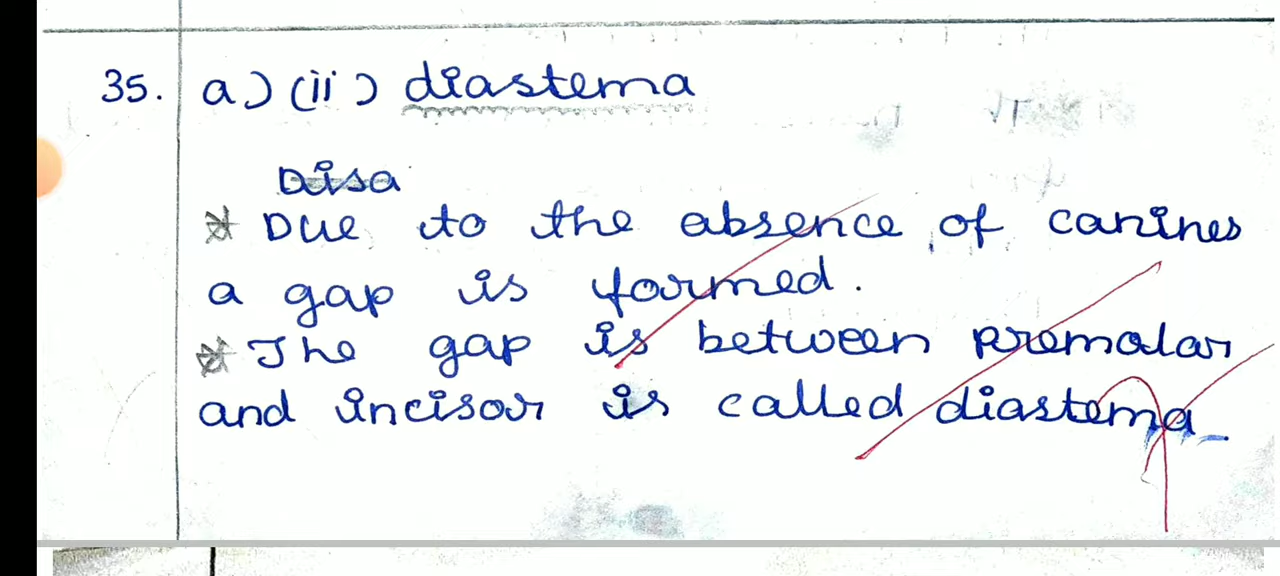 35. a) (ii) diastema
Disa
* Due to the absence of canines
a gap is formed.
* The gap is between premolar
and incisor is called diastema.